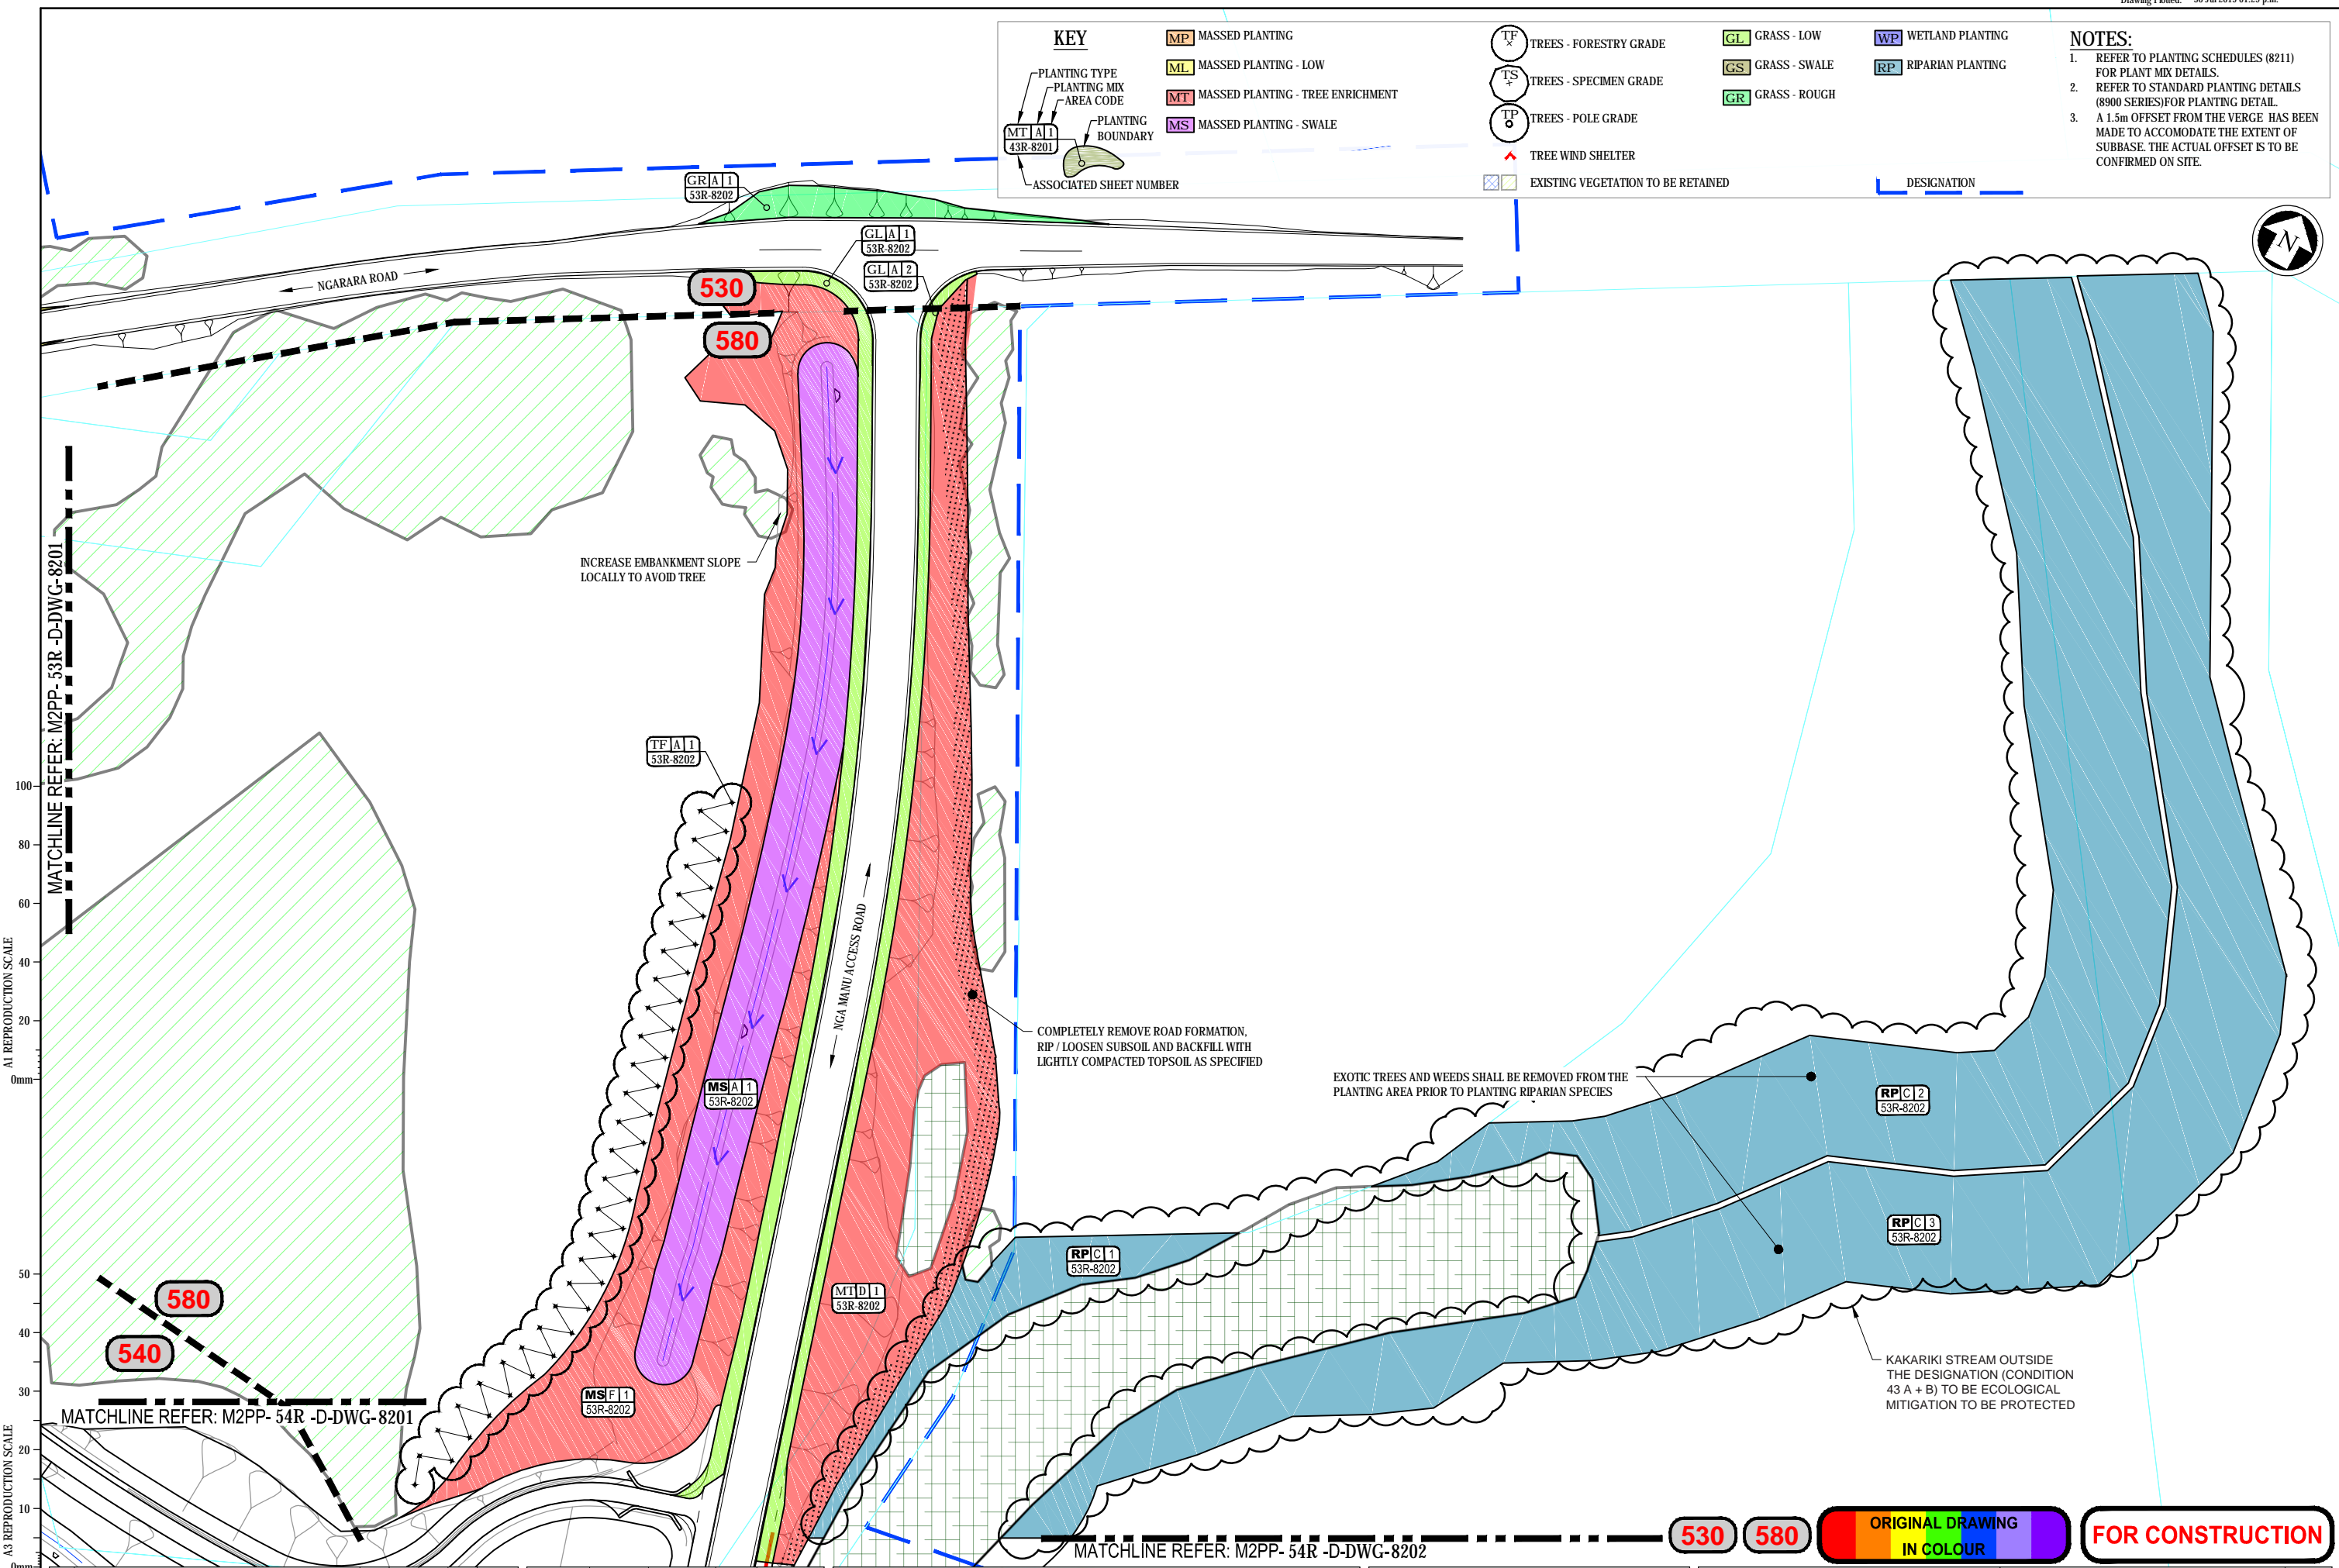 KEY
PLANTING TYPE
PLANTING MIX
AREA CODE
PLANTING
BOUNDARY
MT A 1
43R-8201
ASSOCIATED SHEET NUMBER
MP MASSED PLANTING
ML MASSED PLANTING - LOW
MT MASSED PLANTING - TREE ENRICHMENT
MS MASSED PLANTING - SWALE
TF TREES - FORESTRY GRADE
TS TREES - SPECIMEN GRADE
TP TREES - POLE GRADE
TREE WIND SHELTER
EXISTING VEGETATION TO BE RETAINED
GL GRASS - LOW
GS GRASS - SWALE
GR GRASS - ROUGH
WP WETLAND PLANTING
RP RIPARIAN PLANTING
DESIGNATION
NOTES:
1. REFER TO PLANTING SCHEDULES (8211)
FOR PLANT MIX DETAILS.
2. REFER TO STANDARD PLANTING DETAILS
(8900 SERIES)FOR PLANTING DETAIL.
3. A 1.5m OFFSET FROM THE VERGE HAS BEEN
MADE TO ACCOMODATE THE EXTENT OF
SUBBASE. THE ACTUAL OFFSET IS TO BE
CONFIRMED ON SITE.
N
GR A 1
53R-8202
GL A 1
53R-8202
GL A 2
53R-8202
NGARARA ROAD
530
580
INCREASE EMBANKMENT SLOPE
LOCALLY TO AVOID TREE
MATCHLINE REFER: M2PP- 53R -D-DWG-8201
TF A 1
53R-8202
NGA MANU ACCESS ROAD
COMPLETELY REMOVE ROAD FORMATION,
RIP / LOOSEN SUBSOIL AND BACKFILL WITH
LIGHTLY COMPACTED TOPSOIL AS SPECIFIED
MS A 1
53R-8202
EXOTIC TREES AND WEEDS SHALL BE REMOVED FROM THE
PLANTING AREA PRIOR TO PLANTING RIPARIAN SPECIES
RP C 2
53R-8202
RP C 3
53R-8202
RP C 1
53R-8202
MT D 1
53R-8202
MS F 1
53R-8202
580
540
MATCHLINE REFER: M2PP- 54R -D-DWG-8201
KAKARIKI STREAM OUTSIDE
THE DESIGNATION (CONDITION
43 A + B) TO BE ECOLOGICAL
MITIGATION TO BE PROTECTED
MATCHLINE REFER: M2PP- 54R -D-DWG-8202
530
580
ORIGINAL DRAWING
IN COLOUR
FOR CONSTRUCTION
A1 REPRODUCTION SCALE
100
80
60
40
20
0mm
A3 REPRODUCTION SCALE
50
40
30
20
10
0mm